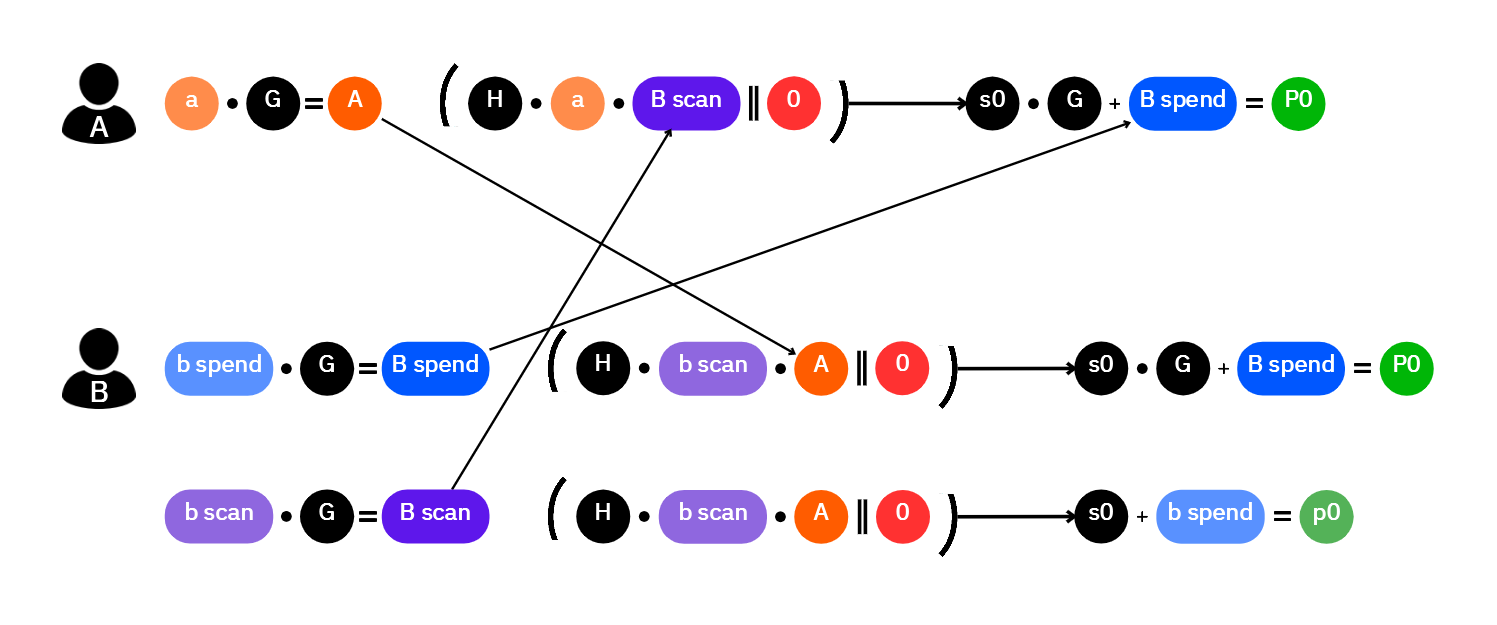 A a • G = A ( H • a • B scan || 0 ) → s0 • G + B spend = P0
B b spend • G = B spend ( H • b scan • A || 0 ) → s0 • G + B spend = P0
b scan • G = B scan ( H • b scan • A || 0 ) → s0 + b spend = p0